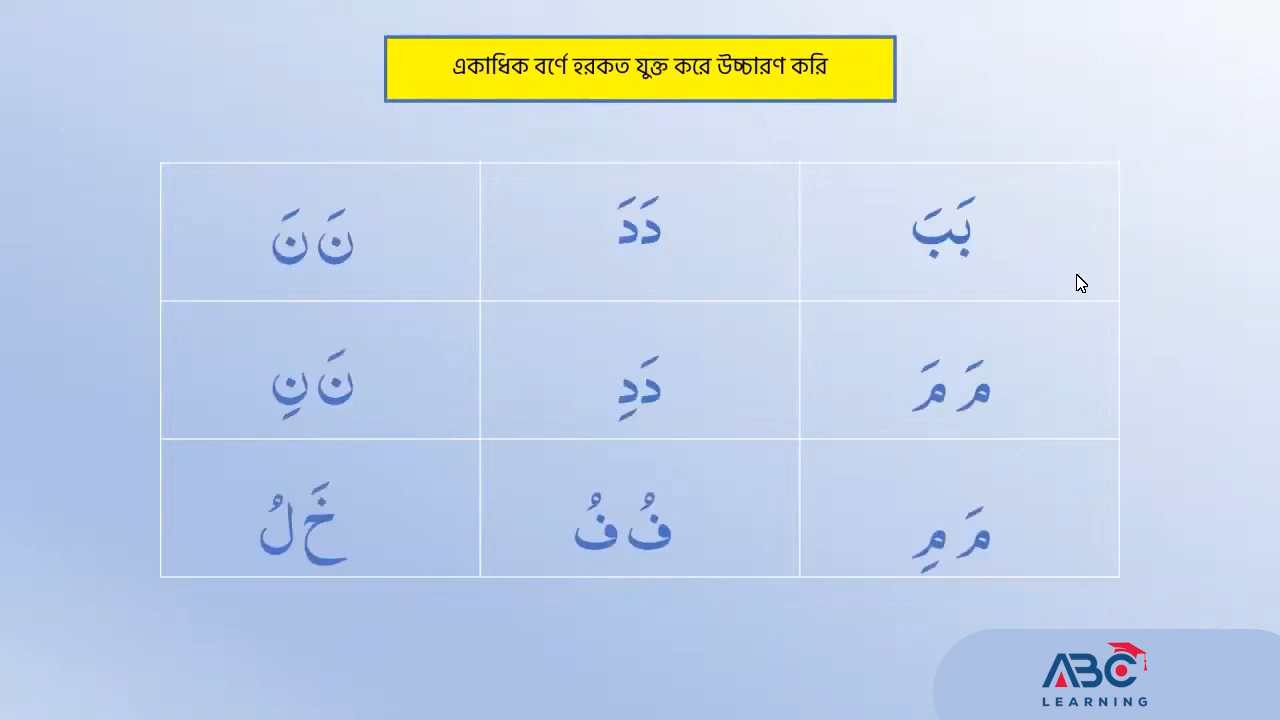 একাধিক বর্ণে হরকত যুক্ত করে উচ্চারণ করি
بَبَ دَدَ نَ نَ
مَ مَ دَدِ نَ نِ
مَ مِ فُ فُ خَ لُ
ABC
LEARNING